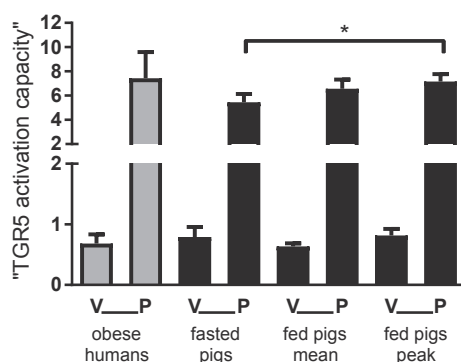 "TGR5 activation capacity"
12
10
8
6
4
2
2
1
0
*
V P V P V P V P
obese humans
fasted pigs
fed pigs mean
fed pigs peak